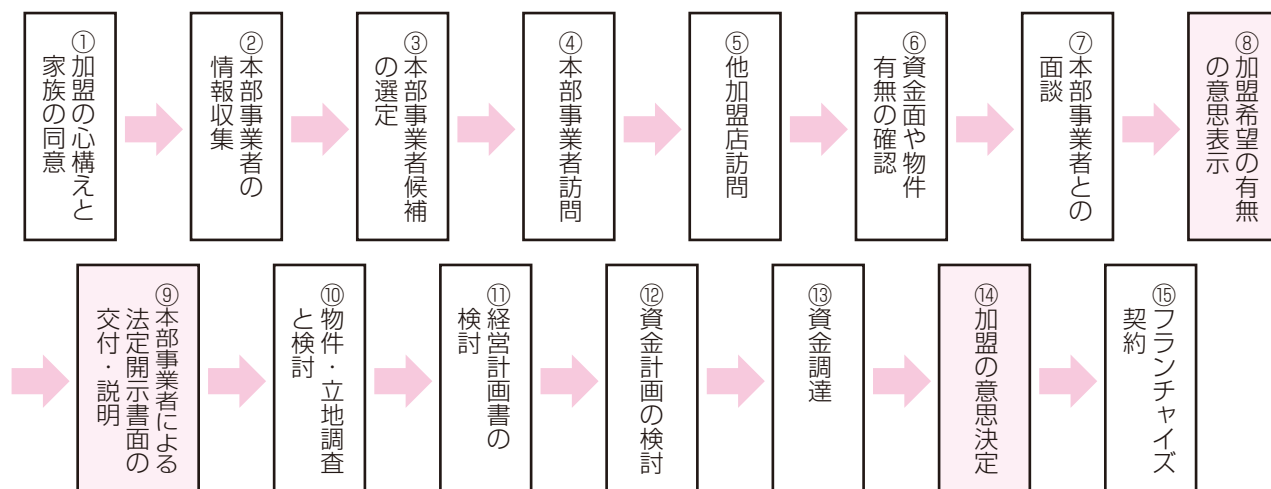 ①加盟の心構えと
家族の同意
②本部事業者の
情報収集
③本部事業者候補
の選定
④本部事業者訪問
⑤他加盟店訪問
⑥資金面や物件
有無の確認
⑦本部事業者との
面談
⑧加盟希望の有無
の意思表示
⑨本部事業者による
法定開示書面の
交付・説明
⑩物件・立地調査
と検討
⑪経営計画書の
検討
⑫資金計画の検討
⑬資金調達
⑭加盟の意思決定
⑮フランチャイズ
契約